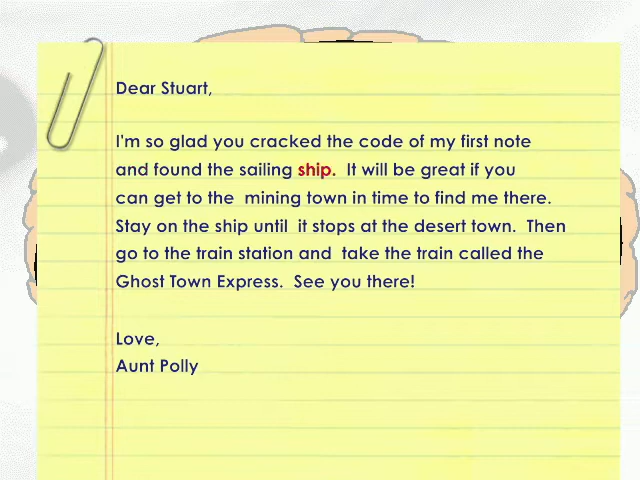 Dear Stuart,
I'm so glad you cracked the code of my first note
and found the sailing ship. It will be great if you
can get to the mining town in time to find me there.
Stay on the ship until it stops at the desert town. Then
go to the train station and take the train called the
Ghost Town Express. See you there!
Love,
Aunt Polly